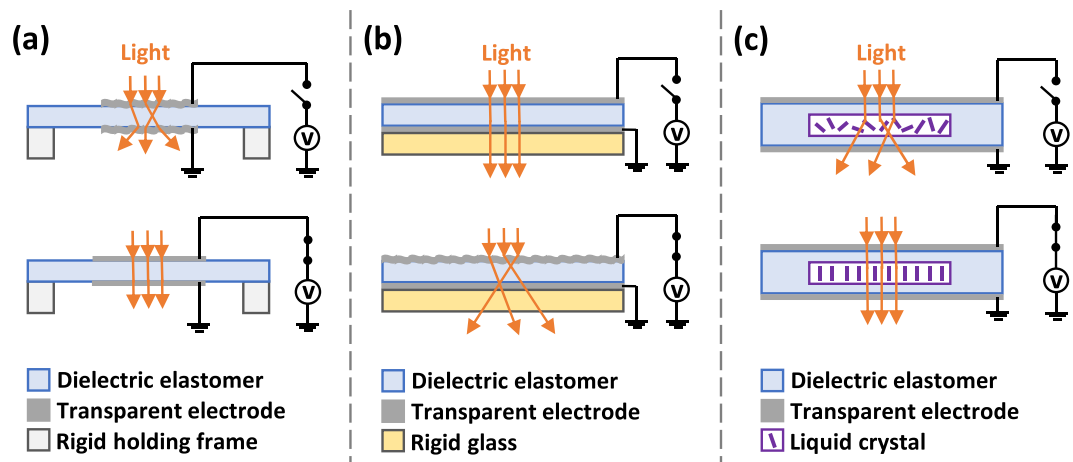 (a)
Light
V
V
Dielectric elastomer
Transparent electrode
Rigid holding frame
(b)
Light
V
V
Dielectric elastomer
Transparent electrode
Rigid glass
(c)
Light
V
V
Dielectric elastomer
Transparent electrode
Liquid crystal